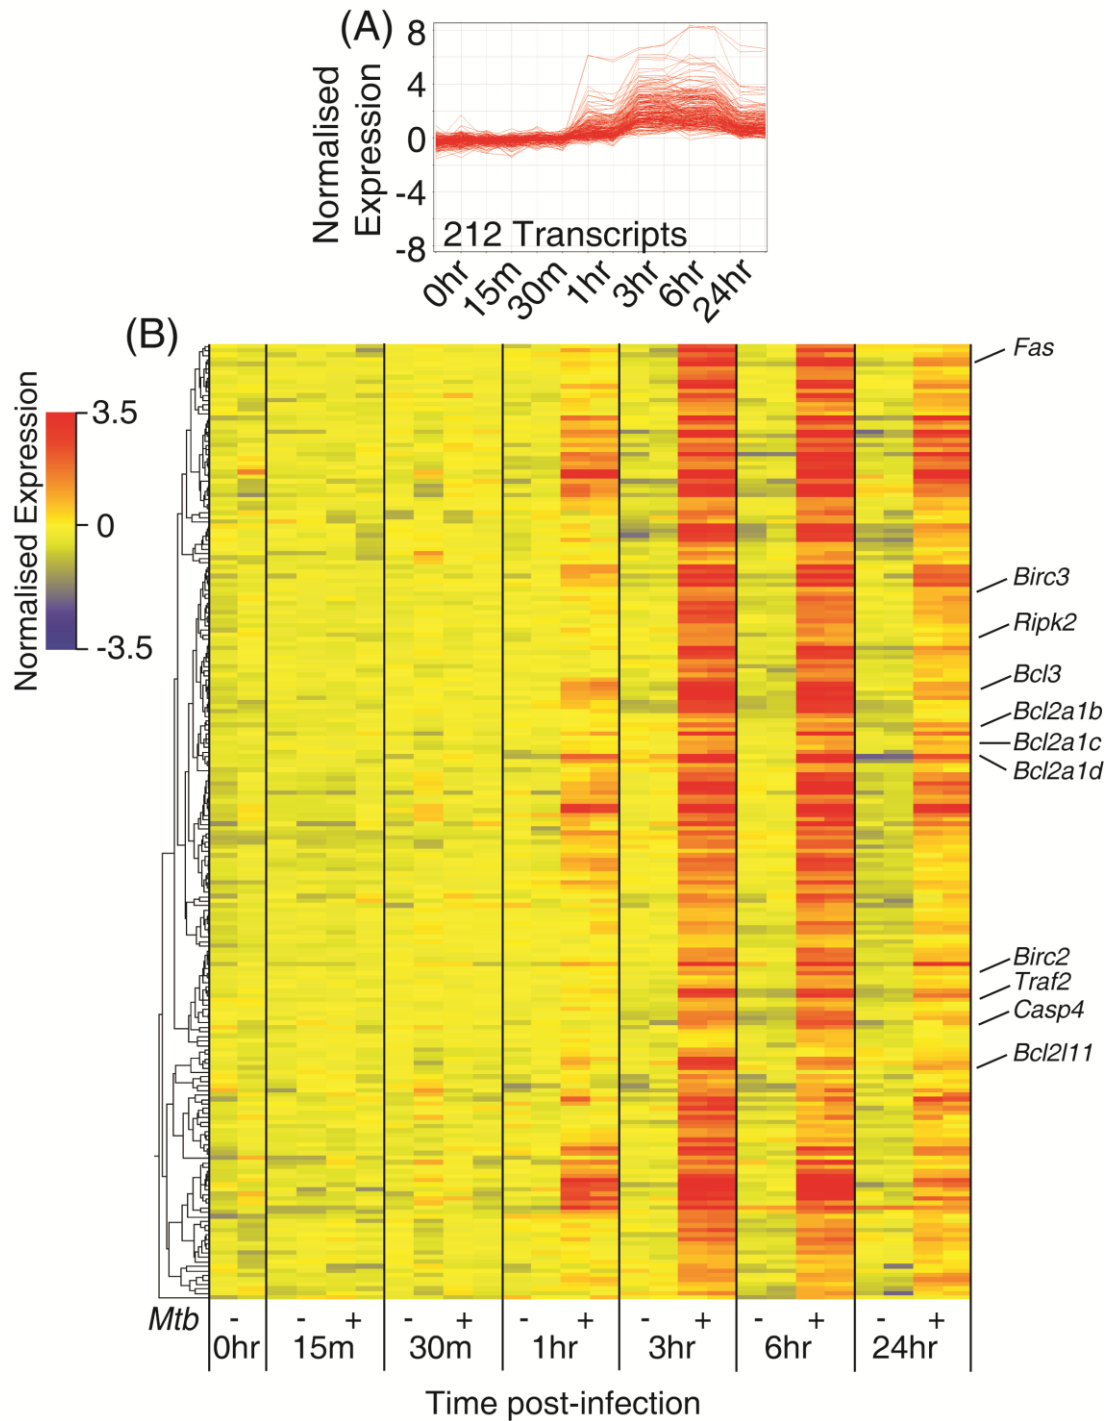 (A)
Normalised
Expression
8
4
0
-4
-8
212 Transcripts
0hr 15m 30m 1hr 3hr 6hr 24hr
(B)
Normalised Expression
3.5
0
-3.5
Fas
Birc3
Ripk2
Bcl3
Bcl2a1b
Bcl2a1c
Bcl2a1d
Birc2
Traf2
Casp4
Bcl2l11
Mtb - - + - + - + - + - + - +
0hr 15m 30m 1hr 3hr 6hr 24hr
Time post-infection